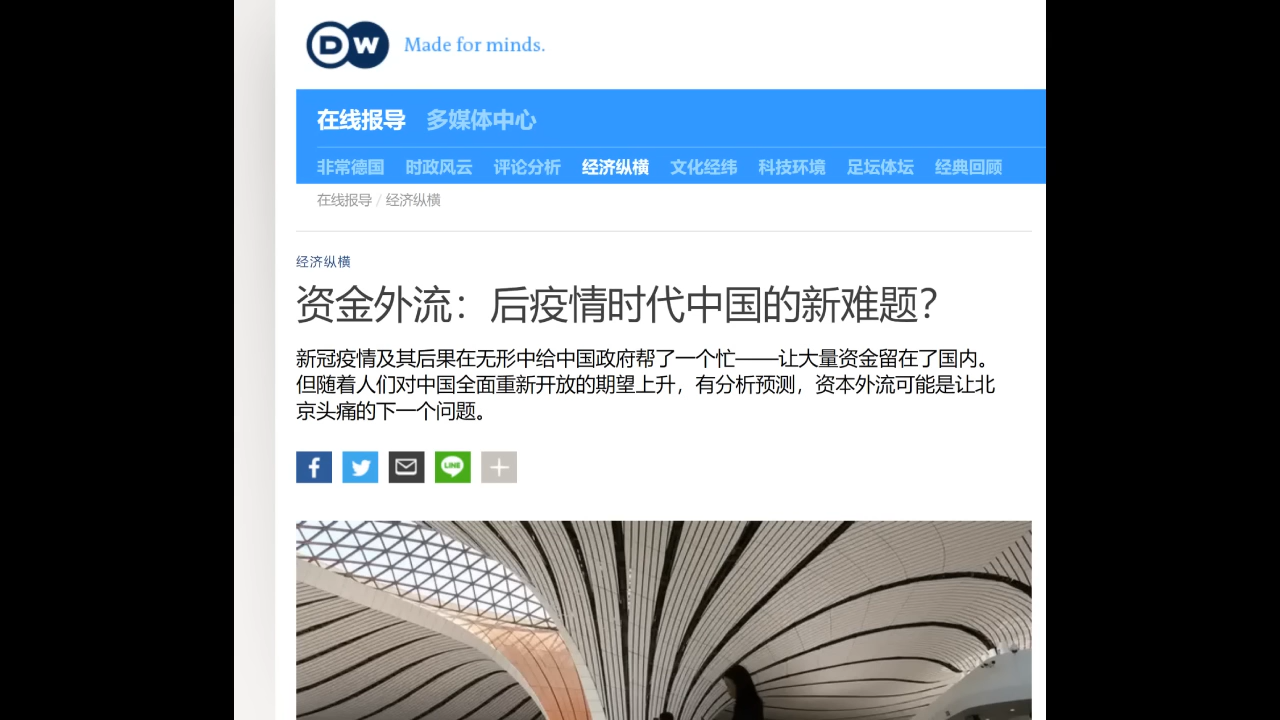 DW Made for minds.
在线报导 多媒体中心
非常德国 时政风云 评论分析 经济纵横 文化经纬 科技环境 足坛体坛 经典回顾
在线报导 / 经济纵横
经济纵横
资金外流：后疫情时代中国的新难题？
新冠疫情及其后果在无形中给中国政府帮了一个忙——让大量资金留在了国内。
但随着人们对中国全面重新开放的期望上升，有分析预测，资本外流可能是让北
京头痛的下一个问题。
LINE